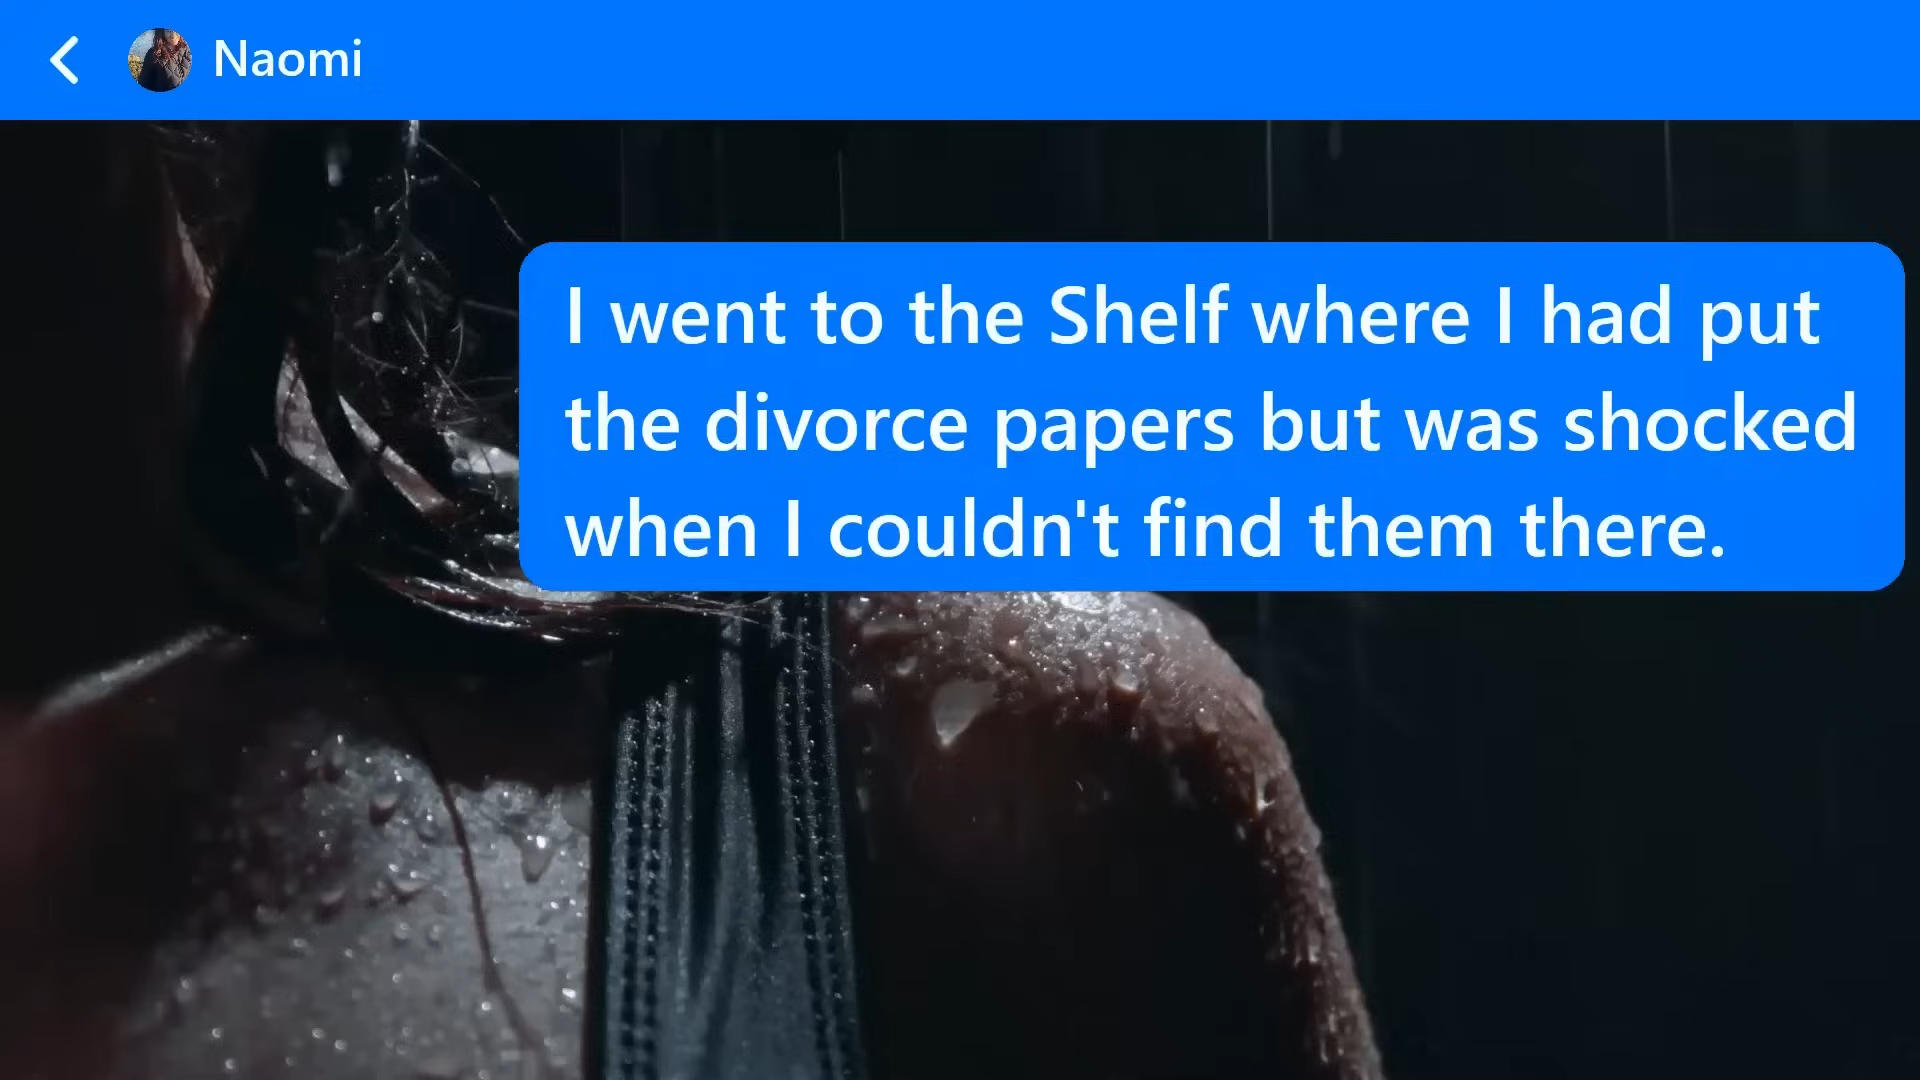 Naomi
I went to the Shelf where I had put
the divorce papers but was shocked
when I couldn't find them there.